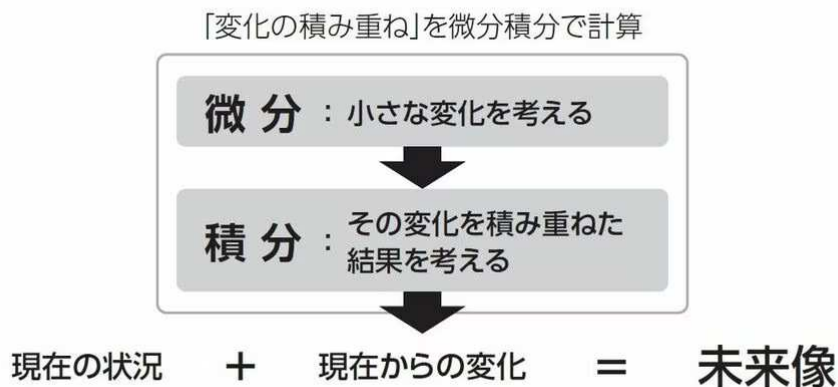 「変化の積み重ね」を微分積分で計算
微分：小さな変化を考える
積分：その変化を積み重ねた
結果を考える
現在の状況 + 現在からの変化 = 未来像